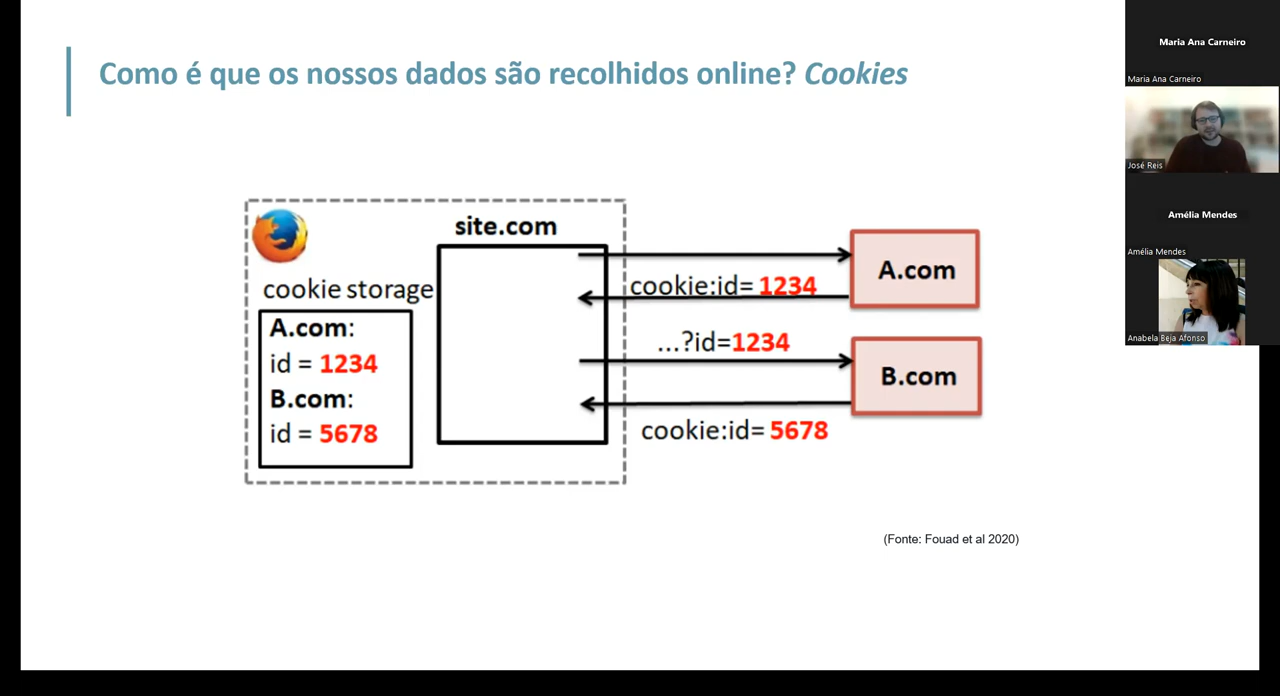 Como é que os nossos dados são recolhidos online? Cookies
site.com
cookie storage
A.com:
id = 1234
B.com:
id = 5678
cookie:id= 1234
...?id=1234
cookie:id= 5678
A.com
B.com
(Fonte: Fouad et al 2020)
Maria Ana Carneiro
Maria Ana Carneiro
José Reis
Amélia Mendes
Amélia Mendes
Anabela Beja Afonso